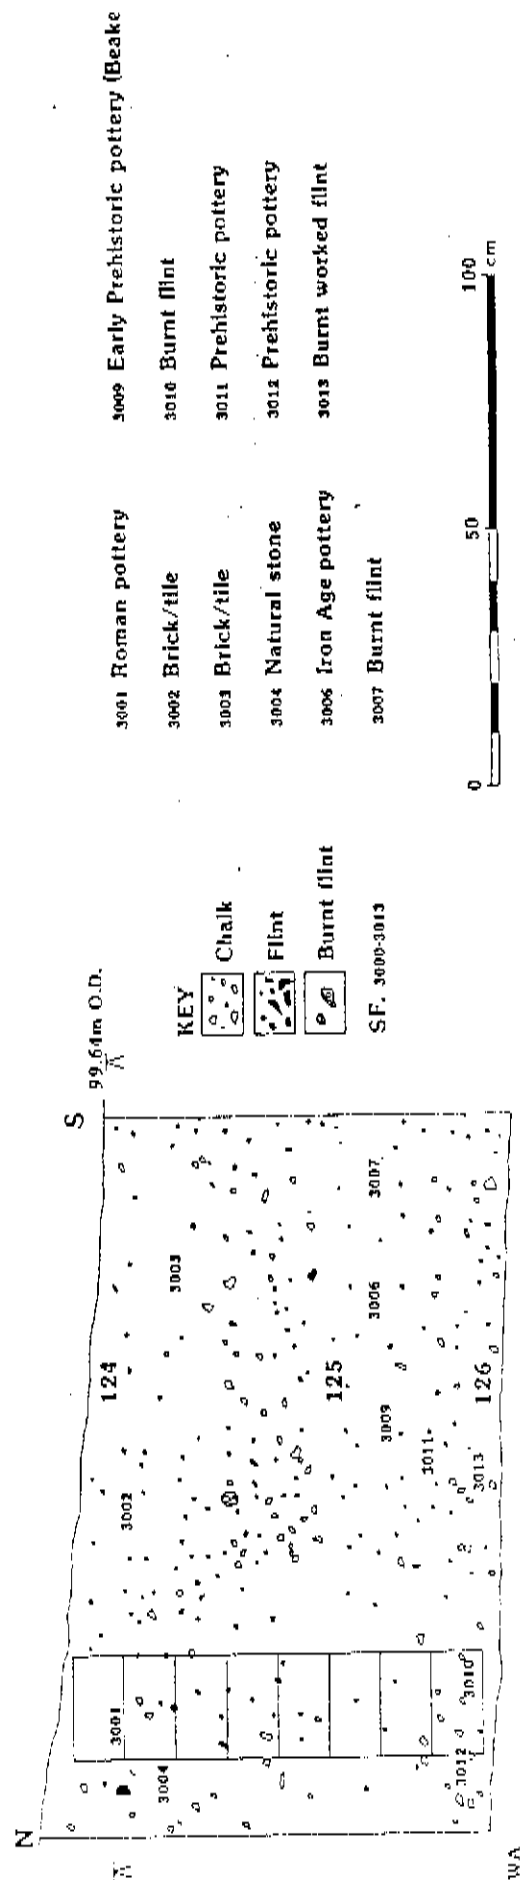 N
S
99.64m O.D.
124
125
126
3001
3002
3003
3004
3006
3007
3009
3010
3011
3012
3013
WA
KEY
Chalk
Flint
Burnt flint
SF. 3000-3013
3001 Roman pottery
3002 Brick/tile
3003 Brick/tile
3004 Natural stone
3006 Iron Age pottery
3007 Burnt flint
3009 Early Prehistoric pottery (Beake
3010 Burnt flint
3011 Prehistoric pottery
3012 Prehistoric pottery
3013 Burnt worked flint
0 50 100
cm